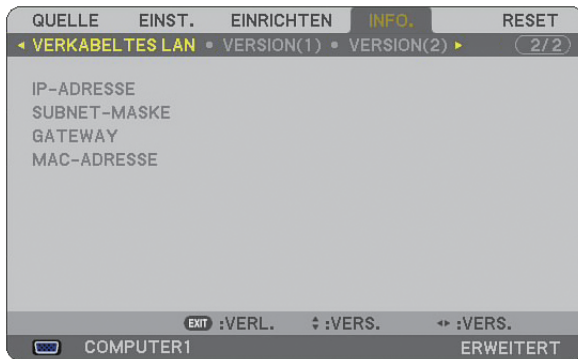 QUELLE EINST. EINRICHTEN INFO. RESET
VERKABELTES LAN • VERSION(1) • VERSION(2) 2/2
IP-ADRESSE
SUBNET-MASKE
GATEWAY
MAC-ADRESSE
EXIT :VERL. :VERS. :VERS.
COMPUTER1 ERWEITERT